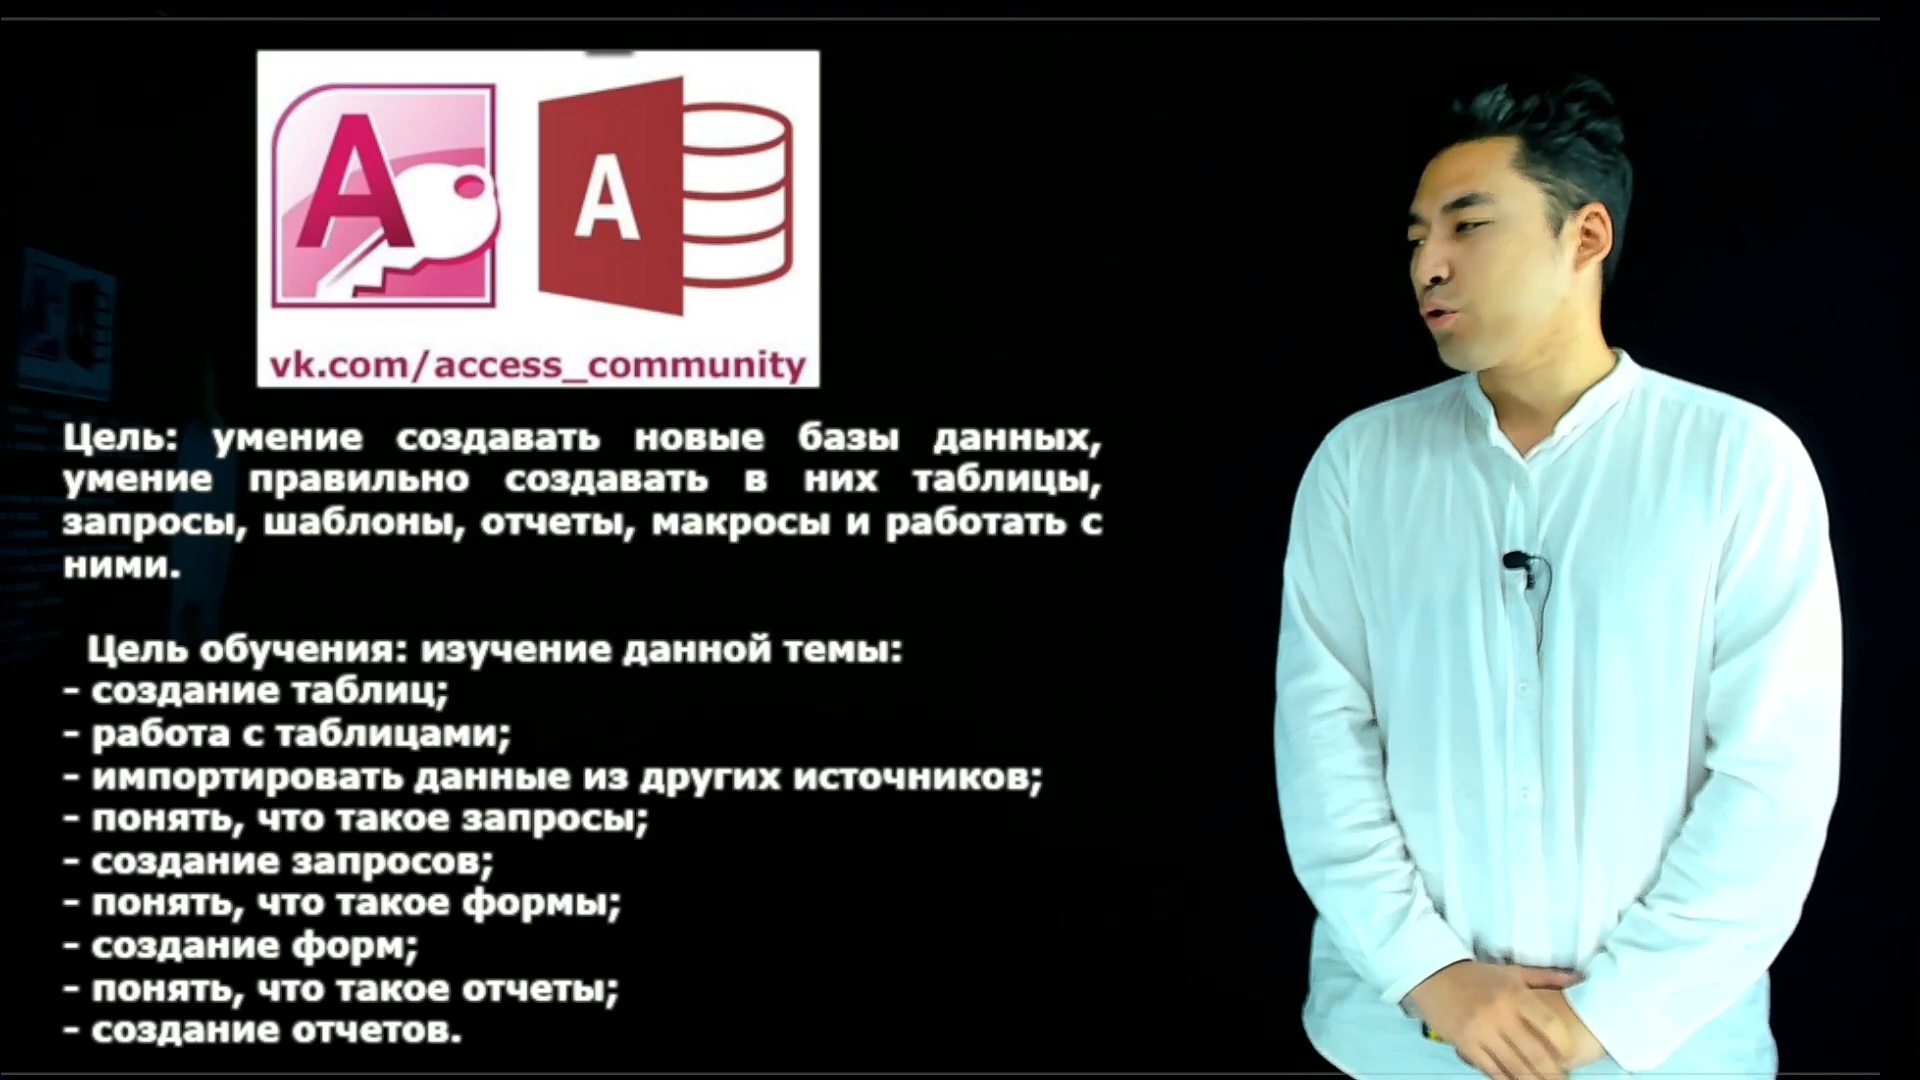 A
A
vk.com/access_community
Цель: умение создавать новые базы данных,
умение правильно создавать в них таблицы,
запросы, шаблоны, отчеты, макросы и работать с
ними.
Цель обучения: изучение данной темы:
- создание таблиц;
- работа с таблицами;
- импортировать данные из других источников;
- понять, что такое запросы;
- создание запросов;
- понять, что такое формы;
- создание форм;
- понять, что такое отчеты;
- создание отчетов.